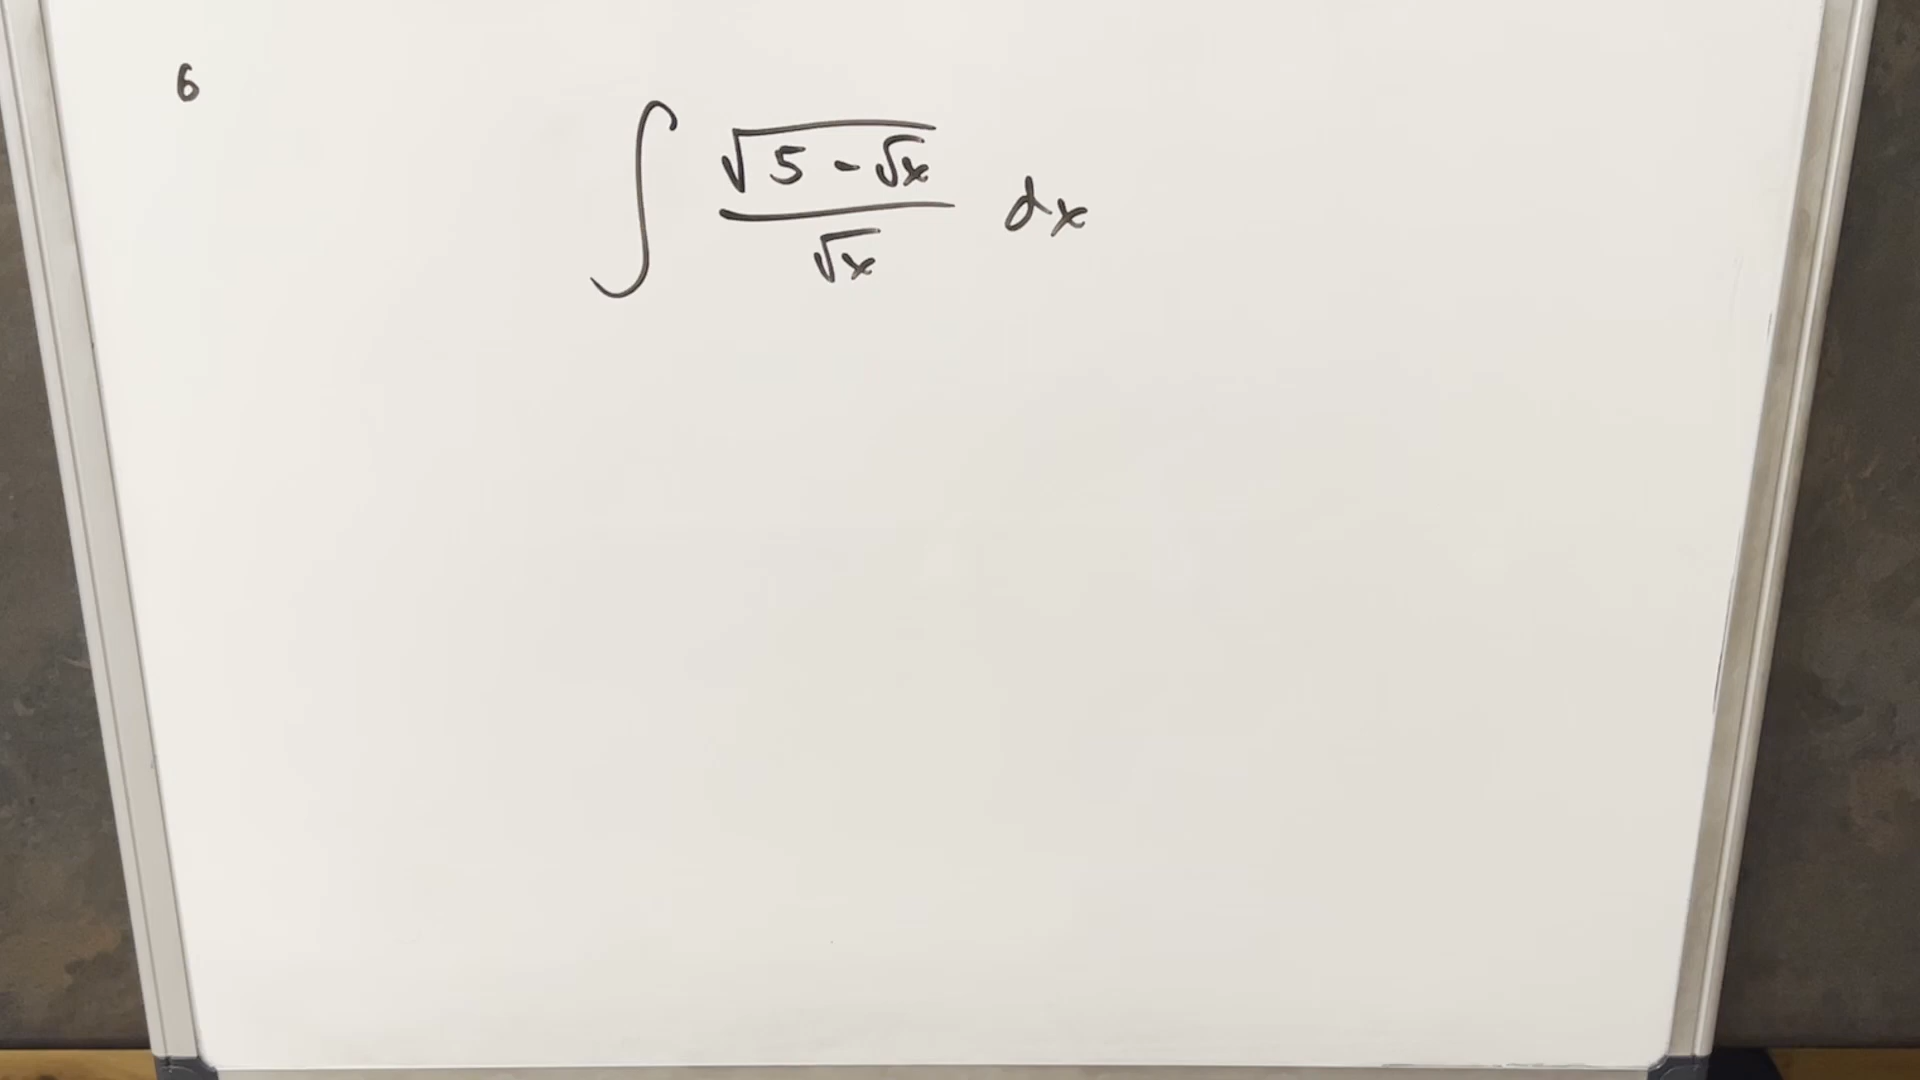 6
∫ √(5 - √x) / √x dx